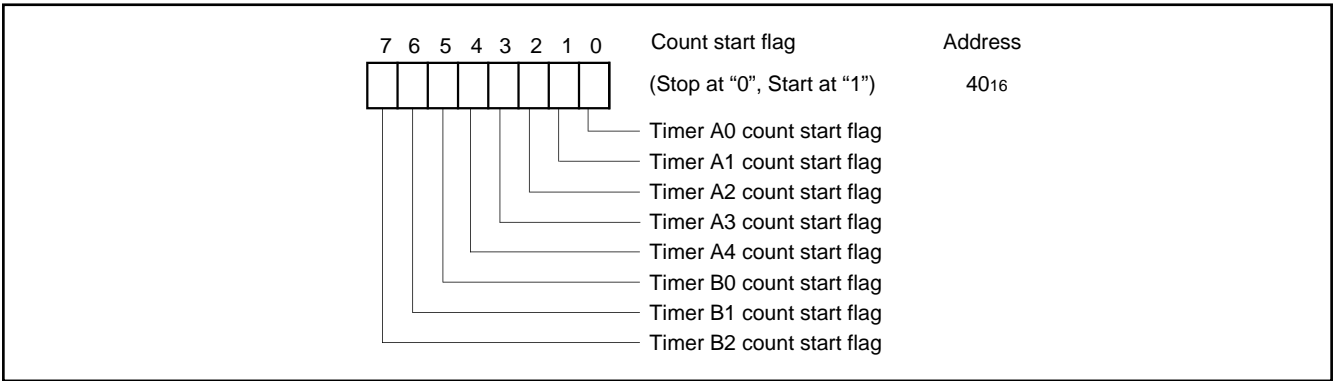 7 6 5 4 3 2 1 0 Count start flag Address
(Stop at “0”, Start at “1”) 4016
Timer A0 count start flag
Timer A1 count start flag
Timer A2 count start flag
Timer A3 count start flag
Timer A4 count start flag
Timer B0 count start flag
Timer B1 count start flag
Timer B2 count start flag